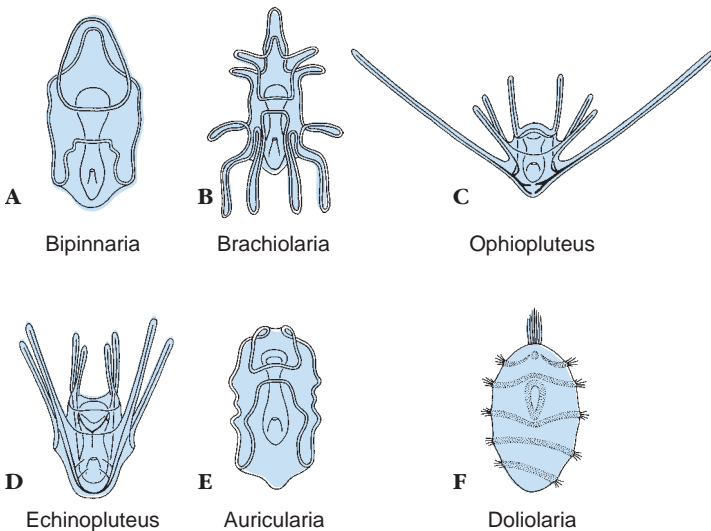 A
Bipinnaria
B
Brachiolaria
C
Ophiopluteus
D
Echinopluteus
E
Auricularia
F
Doliolaria